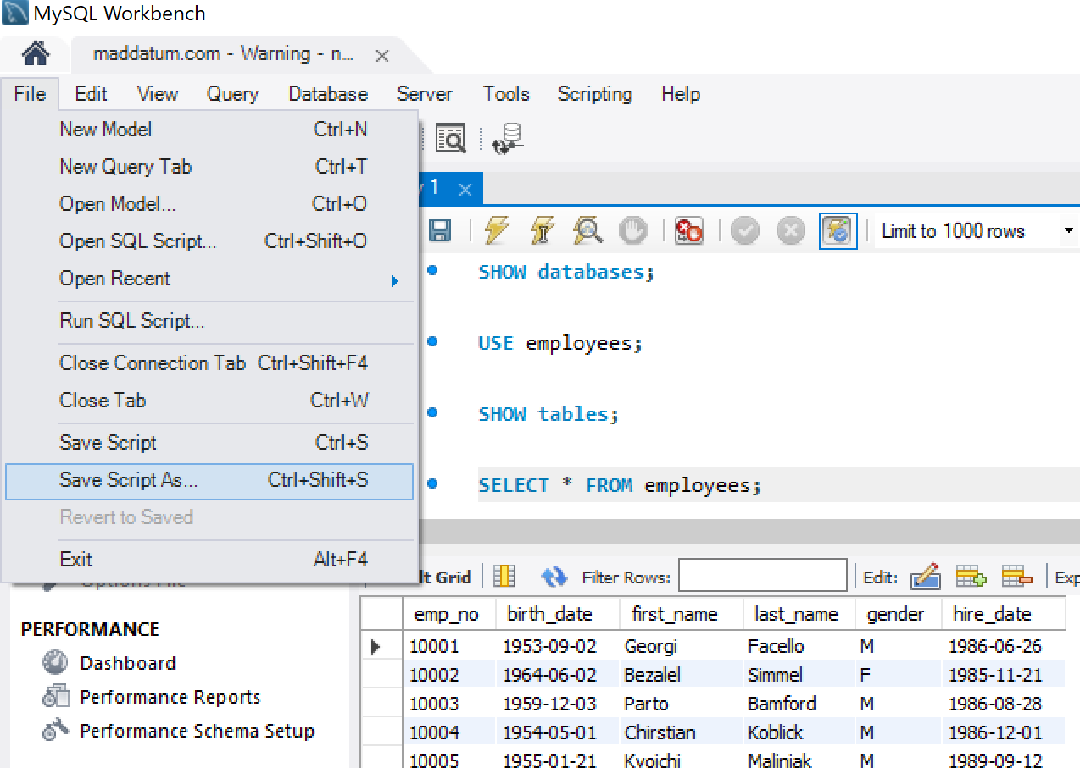 MySQL Workbench
maddatum.com - Warning - n...
File Edit View Query Database Server Tools Scripting Help
New Model Ctrl+N
New Query Tab Ctrl+T
Open Model... Ctrl+O
Open SQL Script... Ctrl+Shift+O
Open Recent
Run SQL Script...
Close Connection Tab Ctrl+Shift+F4
Close Tab Ctrl+W
Save Script Ctrl+S
Save Script As... Ctrl+Shift+S
Revert to Saved
Exit Alt+F4
y 1
Limit to 1000 rows
SHOW databases;
USE employees;
SHOW tables;
SELECT * FROM employees;
Options File
PERFORMANCE
Dashboard
Performance Reports
Performance Schema Setup
lt Grid Filter Rows: Edit: Exp
emp_no birth_date first_name last_name gender hire_date
10001 1953-09-02 Georgi Facello M 1986-06-26
10002 1964-06-02 Bezalel Simmel F 1985-11-21
10003 1959-12-03 Parto Bamford M 1986-08-28
10004 1954-05-01 Chirstian Koblick M 1986-12-01
10005 1955-01-21 Kyoichi Maliniak M 1989-09-12